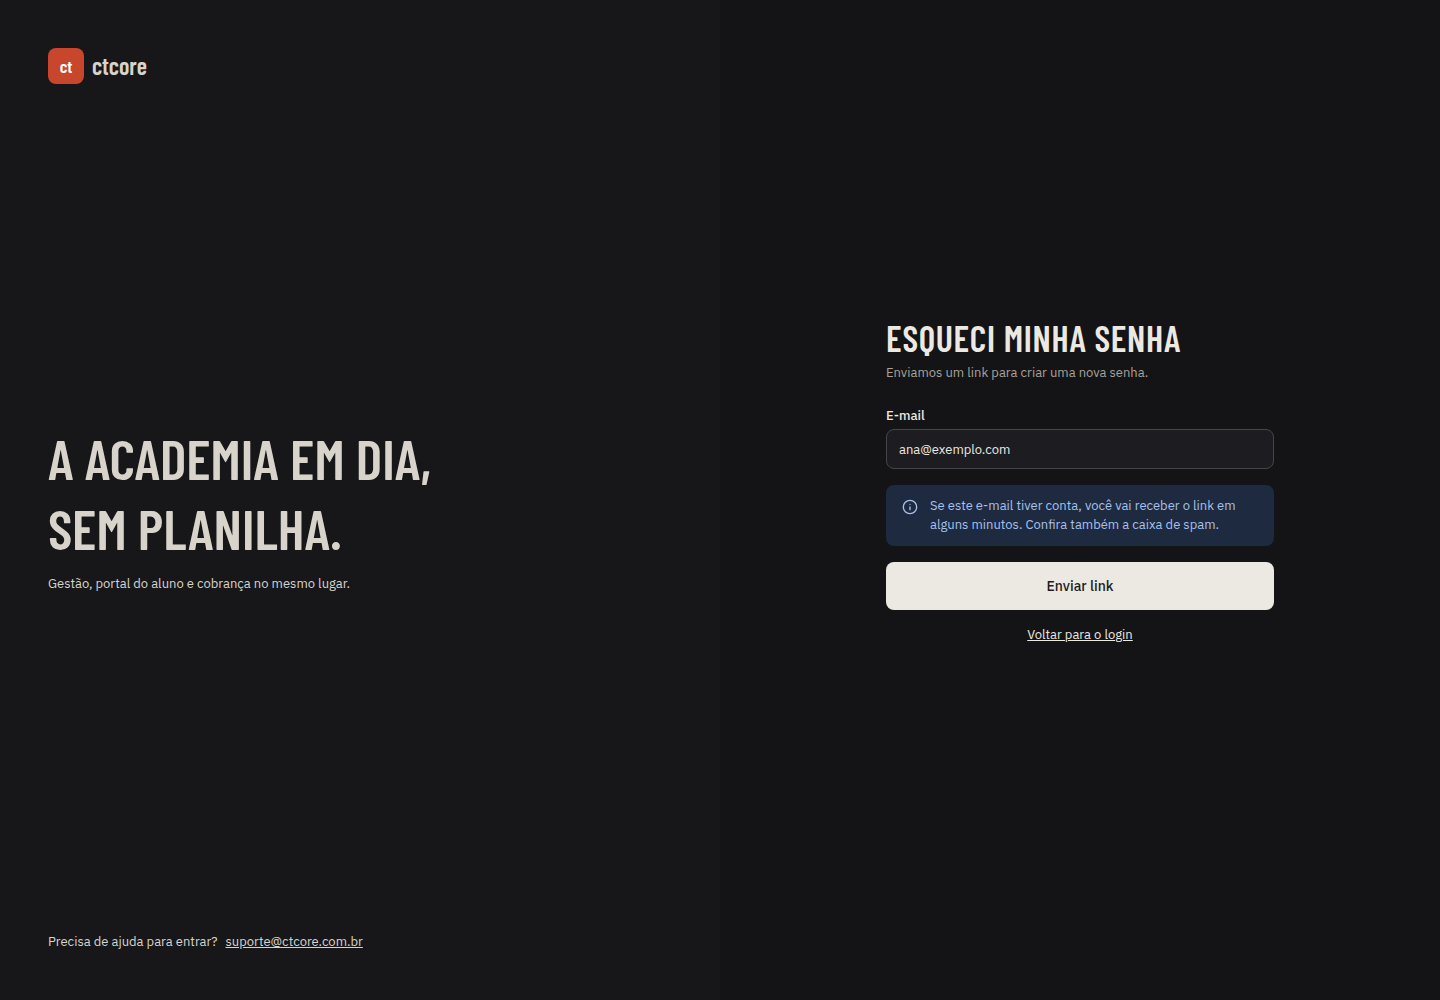 ct ctcore
A ACADEMIA EM DIA,
SEM PLANILHA.
Gestão, portal do aluno e cobrança no mesmo lugar.
Precisa de ajuda para entrar? suporte@ctcore.com.br
ESQUECI MINHA SENHA
Enviamos um link para criar uma nova senha.
E-mail
ana@exemplo.com
Se este e-mail tiver conta, você vai receber o link em
alguns minutos. Confira também a caixa de spam.
Enviar link
Voltar para o login